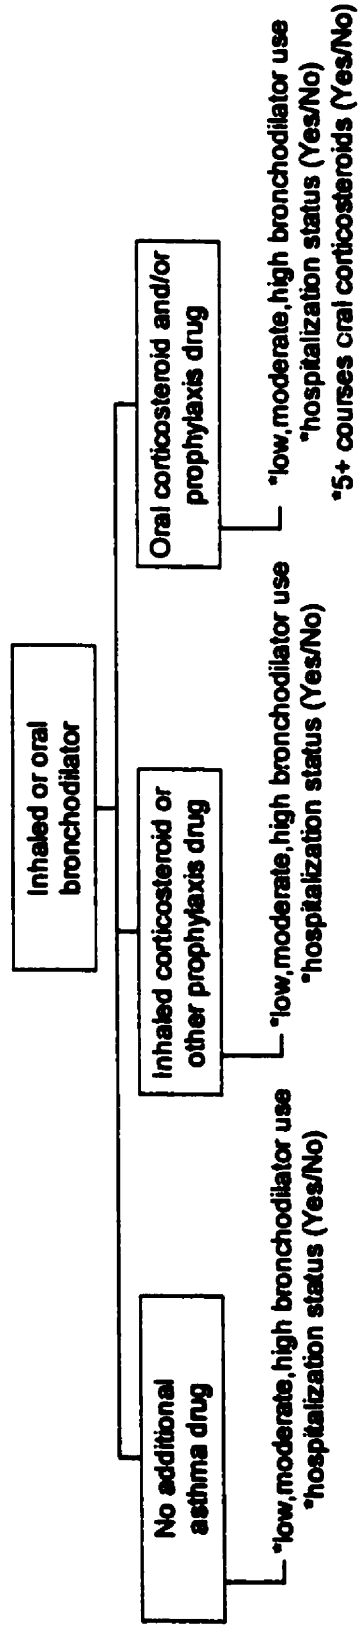 Inhaled or oral
bronchodilator
No additional
asthma drug
*low,moderate,high bronchodilator use
*hospitalization status (Yes/No)
Inhaled corticosteroid or
other prophylaxis drug
*low,moderate,high bronchodilator use
*hospitalization status (Yes/No)
Oral corticosteroid and/or
prophylaxis drug
*low,moderate,high bronchodilator use
*hospitalization status (Yes/No)
*5+ courses oral corticosteroids (Yes/No)